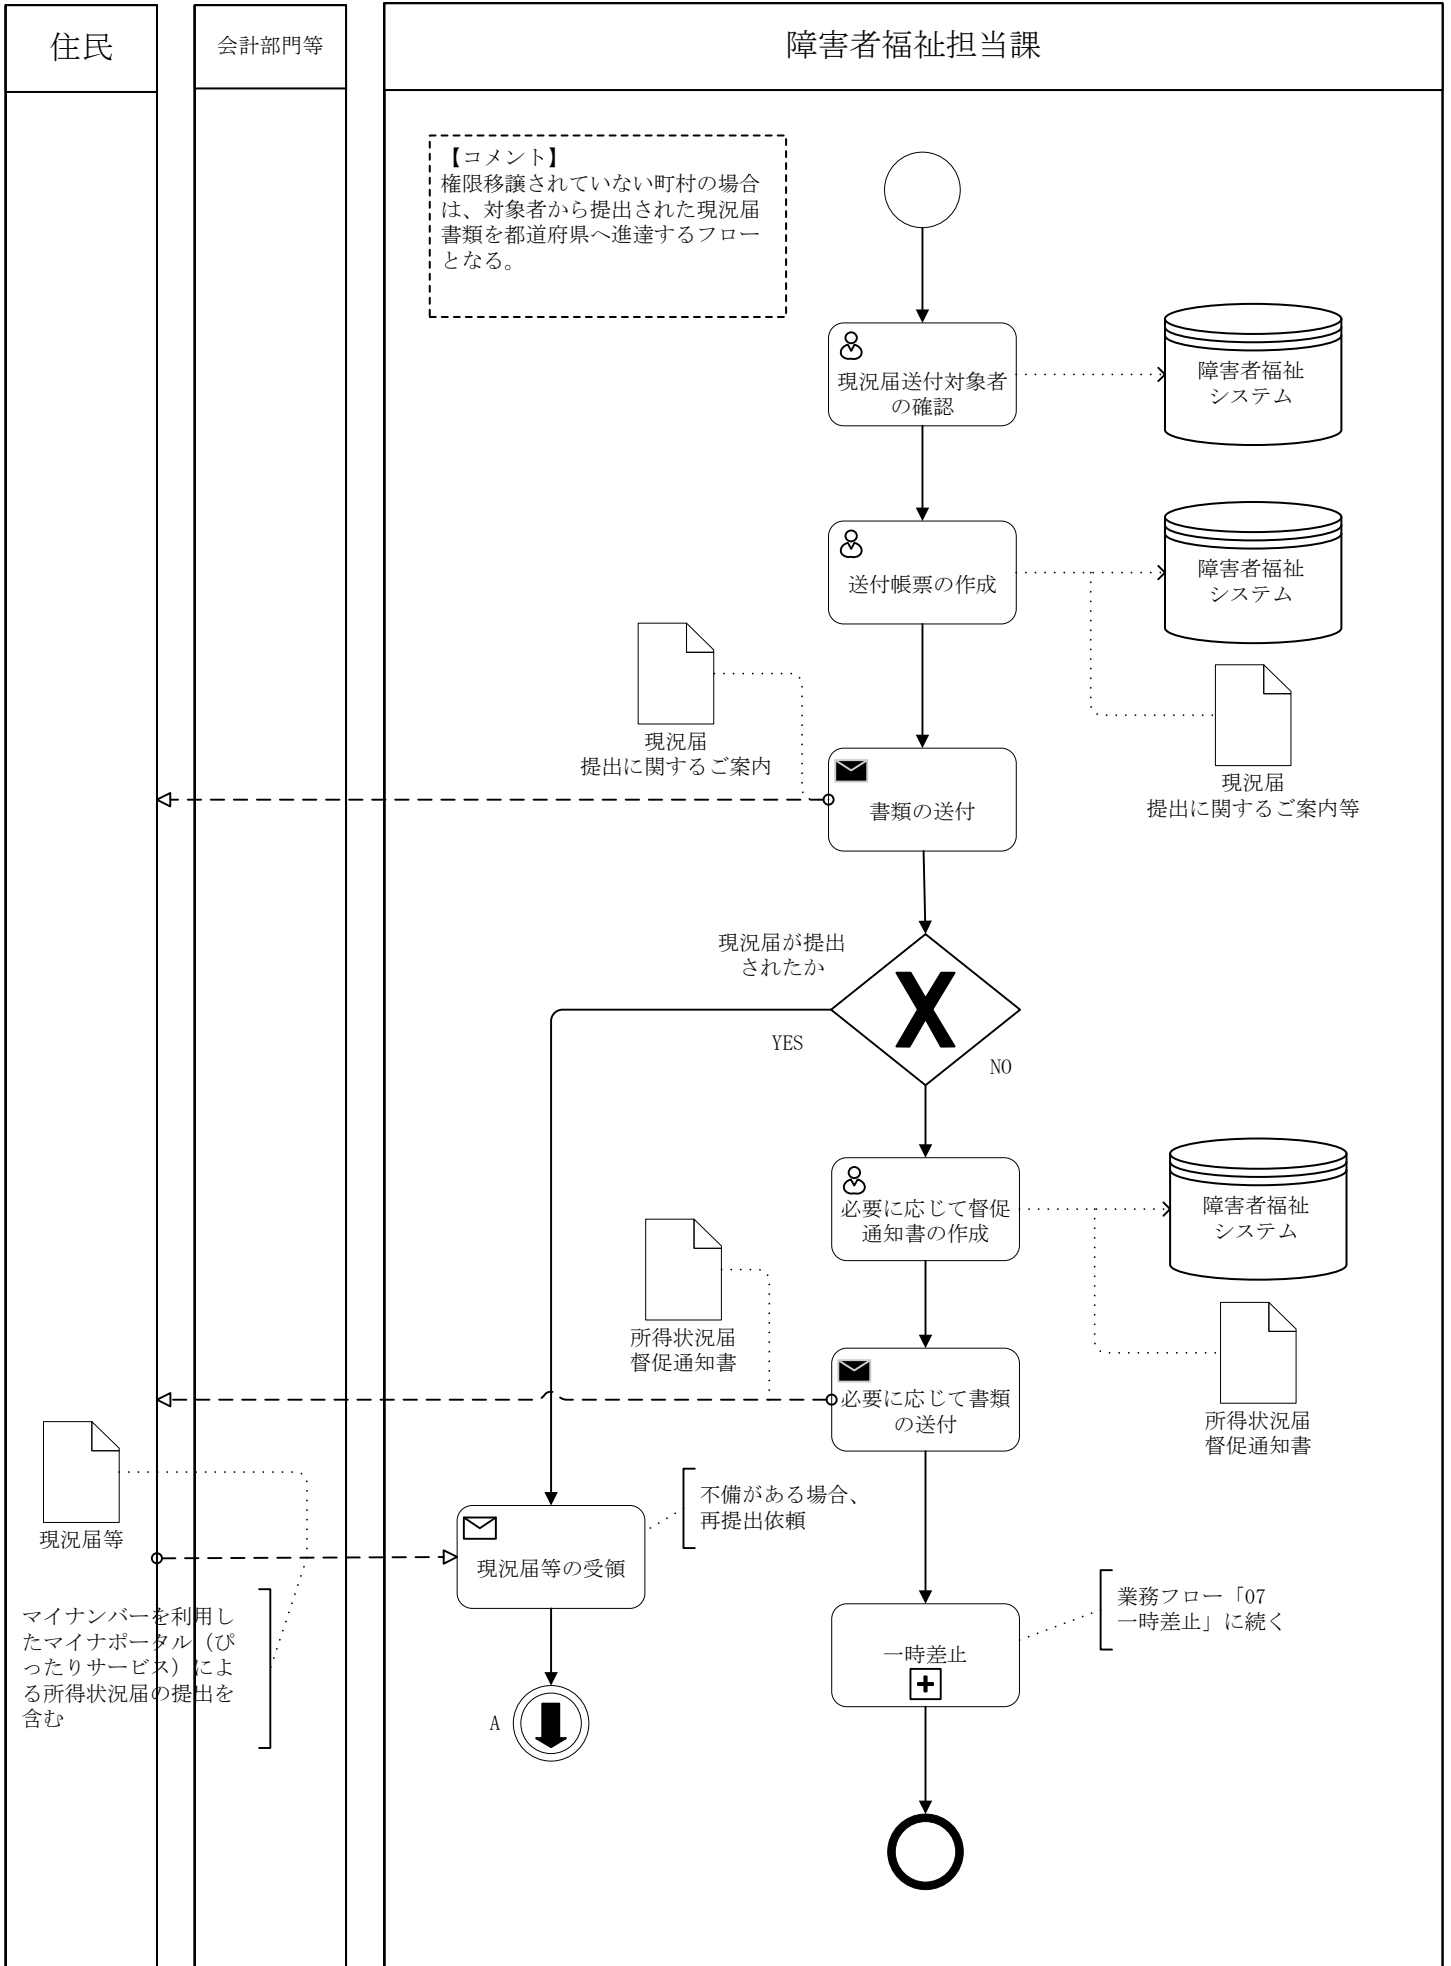 住民
会計部門等
障害者福祉担当課
【コメント】
権限移譲されていない町村の場合
は、対象者から提出された現況届
書類を都道府県へ進達するフロー
となる。
現況届送付対象者
の確認
障害者福祉
システム
送付帳票の作成
障害者福祉
システム
現況届
提出に関するご案内
現況届
提出に関するご案内等
書類の送付
現況届が提出
されたか
YES
NO
必要に応じて督促
通知書の作成
障害者福祉
システム
所得状況届
督促通知書
所得状況届
督促通知書
必要に応じて書類
の送付
現況届等
不備がある場合、
再提出依頼
現況届等の受領
マイナンバーを利用し
たマイナポータル（ぴ
ったりサービス）によ
る所得状況届の提出を
含む
業務フロー「07
一時差止」に続く
一時差止
A